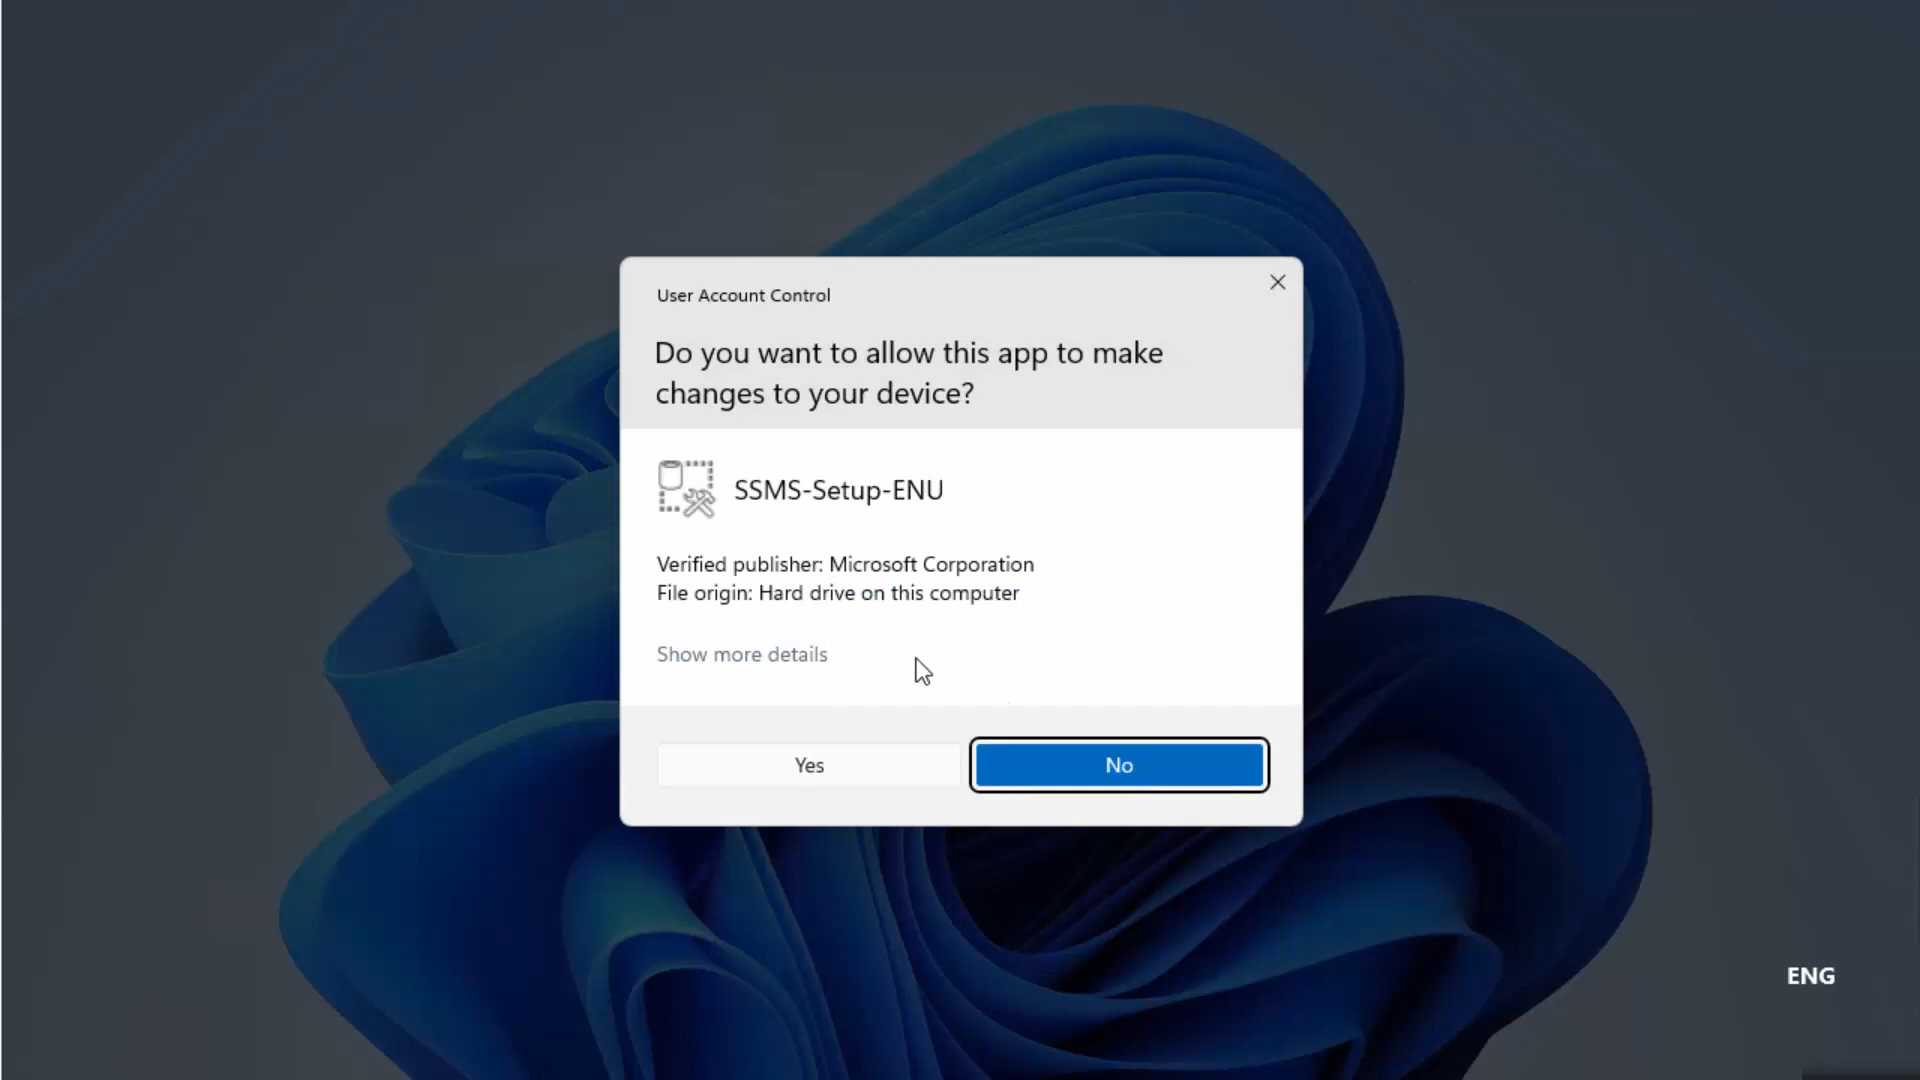 User Account Control
Do you want to allow this app to make
changes to your device?
SSMS-Setup-ENU
Verified publisher: Microsoft Corporation
File origin: Hard drive on this computer
Show more details
Yes
No
ENG